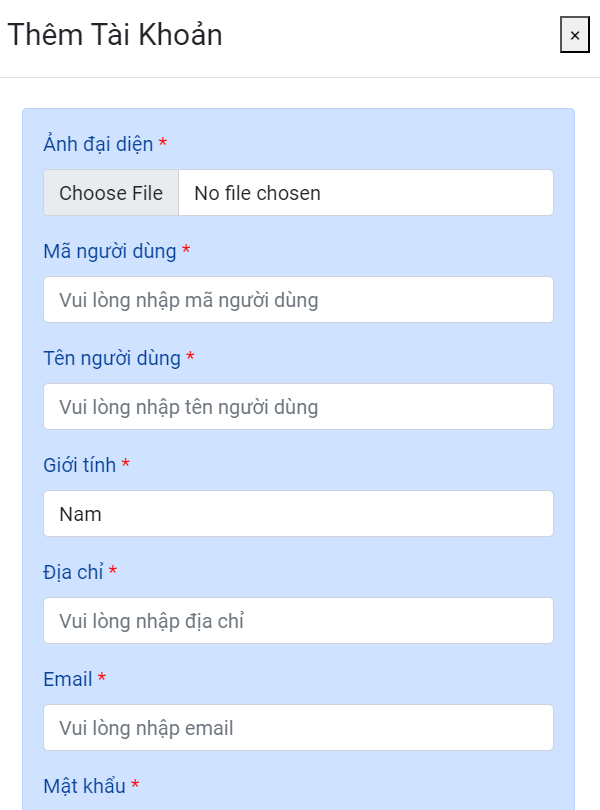 Thêm Tài Khoản
×
Ảnh đại diện *
Choose File No file chosen
Mã người dùng *
Vui lòng nhập mã người dùng
Tên người dùng *
Vui lòng nhập tên người dùng
Giới tính *
Nam
Địa chỉ *
Vui lòng nhập địa chỉ
Email *
Vui lòng nhập email
Mật khẩu *